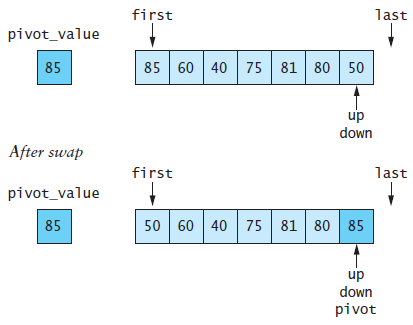 first last
pivot_value
85 85 60 40 75 81 80 50
up
down
After swap
first last
pivot_value
85 50 60 40 75 81 80 85
up
down
pivot